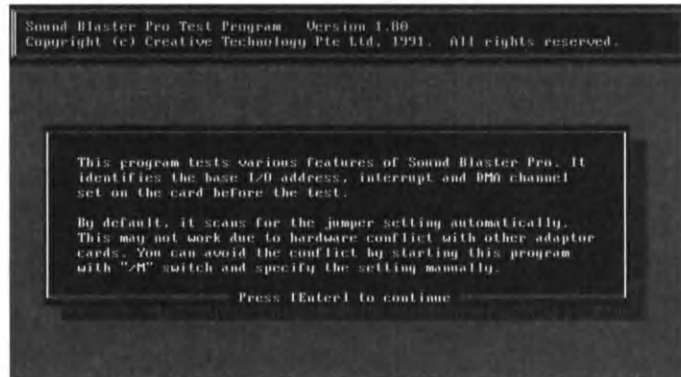 Sound Blaster Pro Test Program   Version 1.80
Copyright (c) Creative Technology Pte Ltd, 1991.  All rights reserved.
This program tests various features of Sound Blaster Pro. It
identifies the base I/O address, interrupt and DMA channel
set on the card before the test.
By default, it scans for the jumper setting automatically.
This may not work due to hardware conflict with other adaptor
cards. You can avoid the conflict by starting this program
with "/M" switch and specify the setting manually.
Press [Enter] to continue